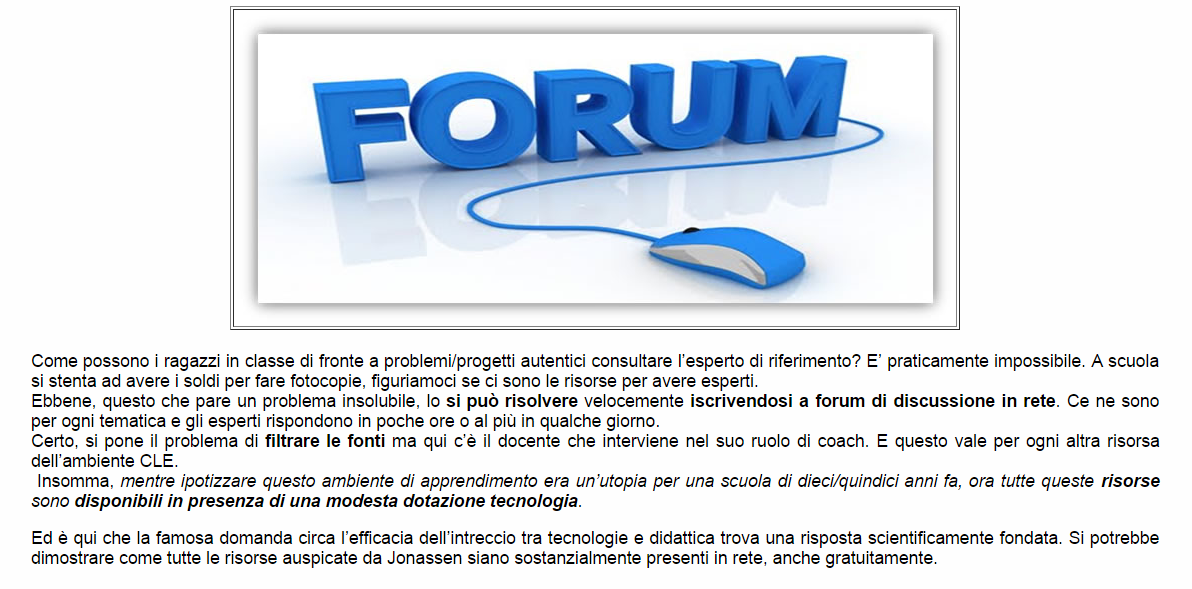 FORUM
Come possono i ragazzi in classe di fronte a problemi/progetti autentici consultare l’esperto di riferimento? E’ praticamente impossibile. A scuola
si stenta ad avere i soldi per fare fotocopie, figuriamoci se ci sono le risorse per avere esperti.
Ebbene, questo che pare un problema insolubile, lo si può risolvere velocemente iscrivendosi a forum di discussione in rete. Ce ne sono
per ogni tematica e gli esperti rispondono in poche ore o al più in qualche giorno.
Certo, si pone il problema di filtrare le fonti ma qui c’è il docente che interviene nel suo ruolo di coach. E questo vale per ogni altra risorsa
dell’ambiente CLE.
Insomma, mentre ipotizzare questo ambiente di apprendimento era un’utopia per una scuola di dieci/quindici anni fa, ora tutte queste risorse
sono disponibili in presenza di una modesta dotazione tecnologia.
Ed è qui che la famosa domanda circa l’efficacia dell’intreccio tra tecnologie e didattica trova una risposta scientificamente fondata. Si potrebbe
dimostrare come tutte le risorse auspicate da Jonassen siano sostanzialmente presenti in rete, anche gratuitamente.